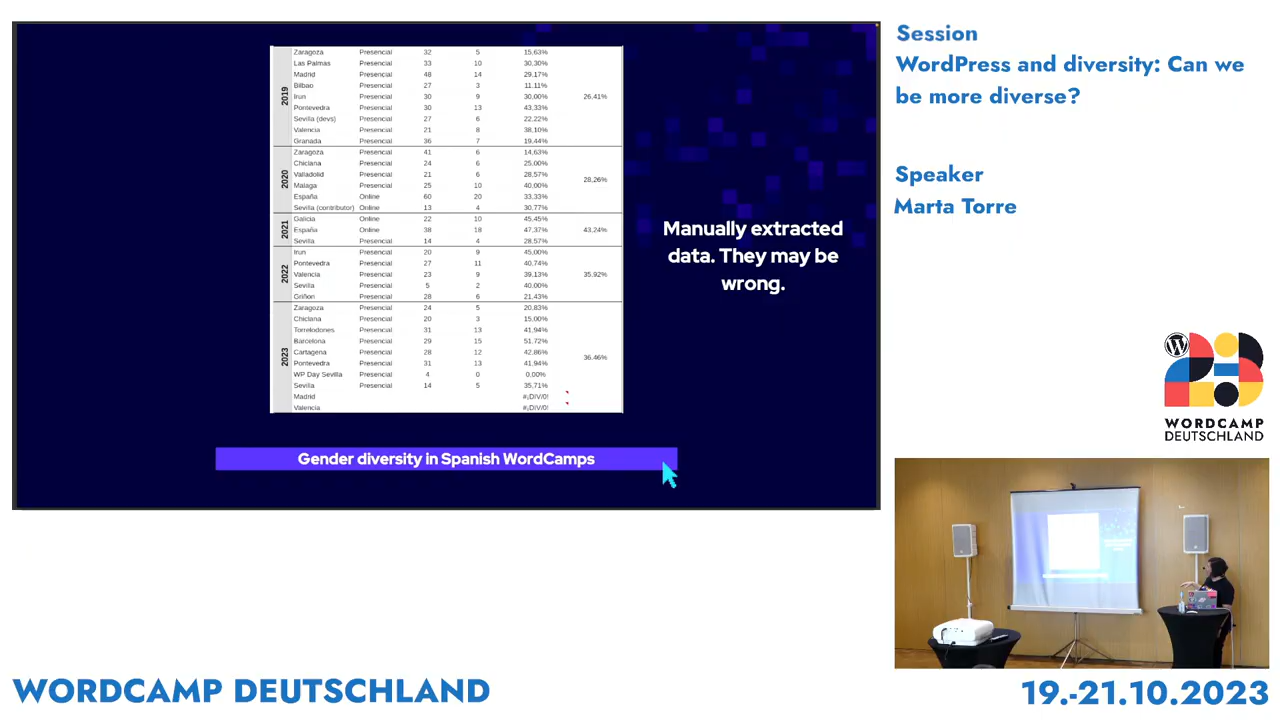 Session
WordPress and diversity: Can we
be more diverse?
Speaker
Marta Torre
2019
Zaragoza Presencial 32 5 15,63%
Las Palmas Presencial 33 10 30,30%
Madrid Presencial 48 14 29,17%
Bilbao Presencial 27 3 11,11%
Irun Presencial 30 9 30,00% 26,41%
Pontevedra Presencial 30 13 43,33%
Sevilla (devs) Presencial 27 6 22,22%
Valencia Presencial 21 8 38,10%
Granada Presencial 36 7 19,44%
2020
Zaragoza Presencial 41 6 14,63%
Chiclana Presencial 24 6 25,00%
Valladolid Presencial 21 6 28,57%
28,26%
Malaga Presencial 25 10 40,00%
España Online 60 20 33,33%
Sevilla (contributor) Online 13 4 30,77%
2021
Galicia Online 22 10 45,45%
España Online 38 18 47,37% 43,24%
Sevilla Presencial 14 4 28,57%
2022
Irun Presencial 20 9 45,00%
Pontevedra Presencial 27 11 40,74%
Valencia Presencial 23 9 39,13% 35,92%
Sevilla Presencial 5 2 40,00%
Griñon Presencial 28 6 21,43%
2023
Zaragoza Presencial 24 5 20,83%
Chiclana Presencial 20 3 15,00%
Torrelodones Presencial 31 13 41,94%
Barcelona Presencial 29 15 51,72%
Cartagena Presencial 28 12 42,86%
36,46%
Pontevedra Presencial 31 13 41,94%
WP Day Sevilla Presencial 4 0 0,00%
Sevilla Presencial 14 5 35,71%
Madrid #¡DIV/0!
Valencia #¡DIV/0!
Manually extracted
data. They may be
wrong.
Gender diversity in Spanish WordCamps
WORDCAMP
DEUTSCHLAND
WORDCAMP DEUTSCHLAND
19.-21.10.2023